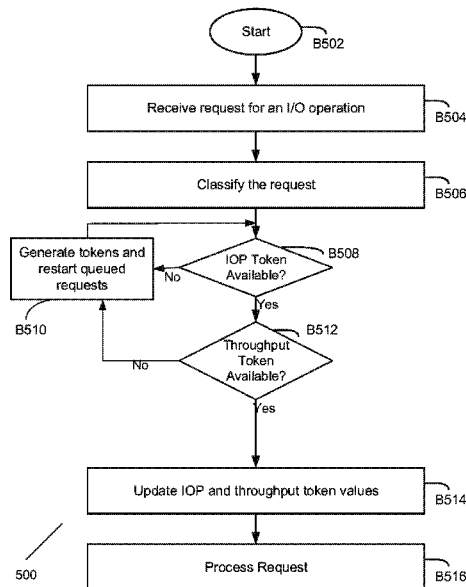 Start
B502
Receive request for an I/O operation
B504
Classify the request
B506
Generate tokens and
restart queued
requests
B510
IOP Token
Available?
B508
No
Yes
Throughput
Token
Available?
B512
No
Yes
Update IOP and throughput token values
B514
500
Process Request
B516